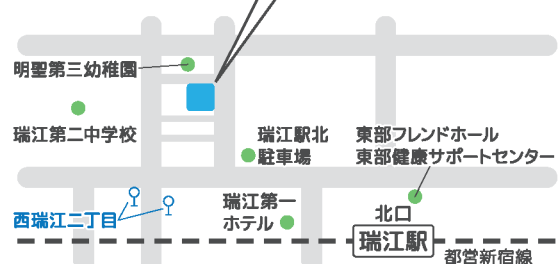 明聖第三幼稚園
瑞江第二中学校
瑞江駅北
駐車場
東部フレンドホール
東部健康サポートセンター
西瑞江二丁目
瑞江第一
ホテル
北口
瑞江駅
都営新宿線